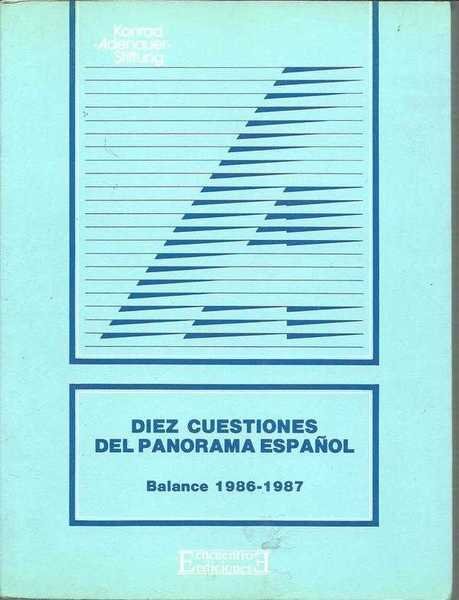 Konrad
-Adenauer-
Stiftung
DIEZ CUESTIONES
DEL PANORAMA ESPAÑOL
Balance 1986-1987
Encuentro
Ediciones